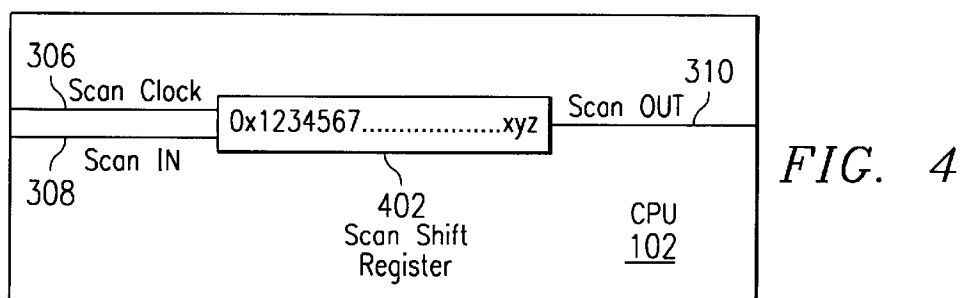 306
Scan Clock
310
Scan OUT
0x1234567....................xyz
Scan IN
308
402
Scan Shift
Register
CPU
102
FIG. 4